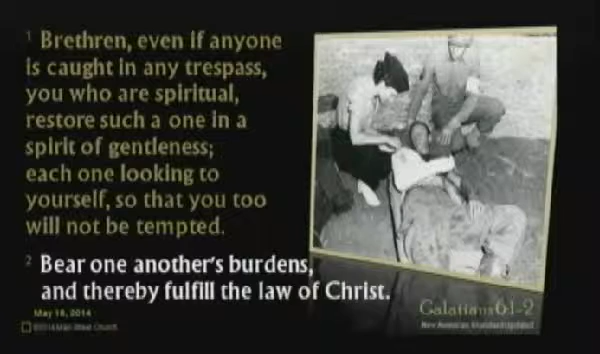 1 Brethren, even if anyone
is caught in any trespass,
you who are spiritual,
restore such a one in a
spirit of gentleness;
each one looking to
yourself, so that you too
will not be tempted.
2 Bear one another's burdens,
and thereby fulfill the law of Christ.
May 18, 2014
Church
Galatians 6:1-2
New American Standard Updated